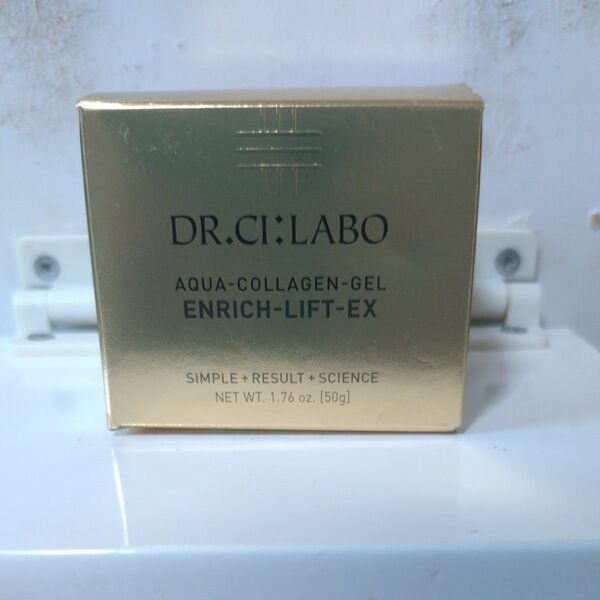 DR.CI:LABO
AQUA-COLLAGEN-GEL
ENRICH-LIFT-EX
SIMPLE+RESULT+SCIENCE
NET WT. 1.76 oz. [50g]